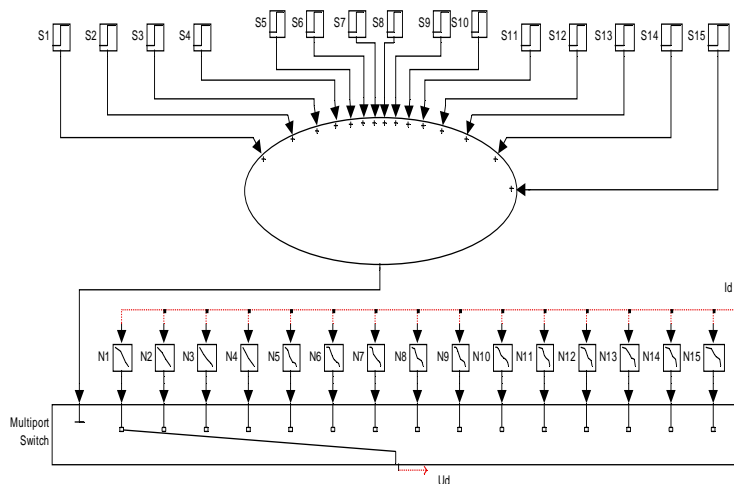 S1
S2
S3
S4
S5
S6
S7
S8
S9
S10
S11
S12
S13
S14
S15
Id
N1
N2
N3
N4
N5
N6
N7
N8
N9
N10
N11
N12
N13
N14
N15
Multiport
Switch
Ud